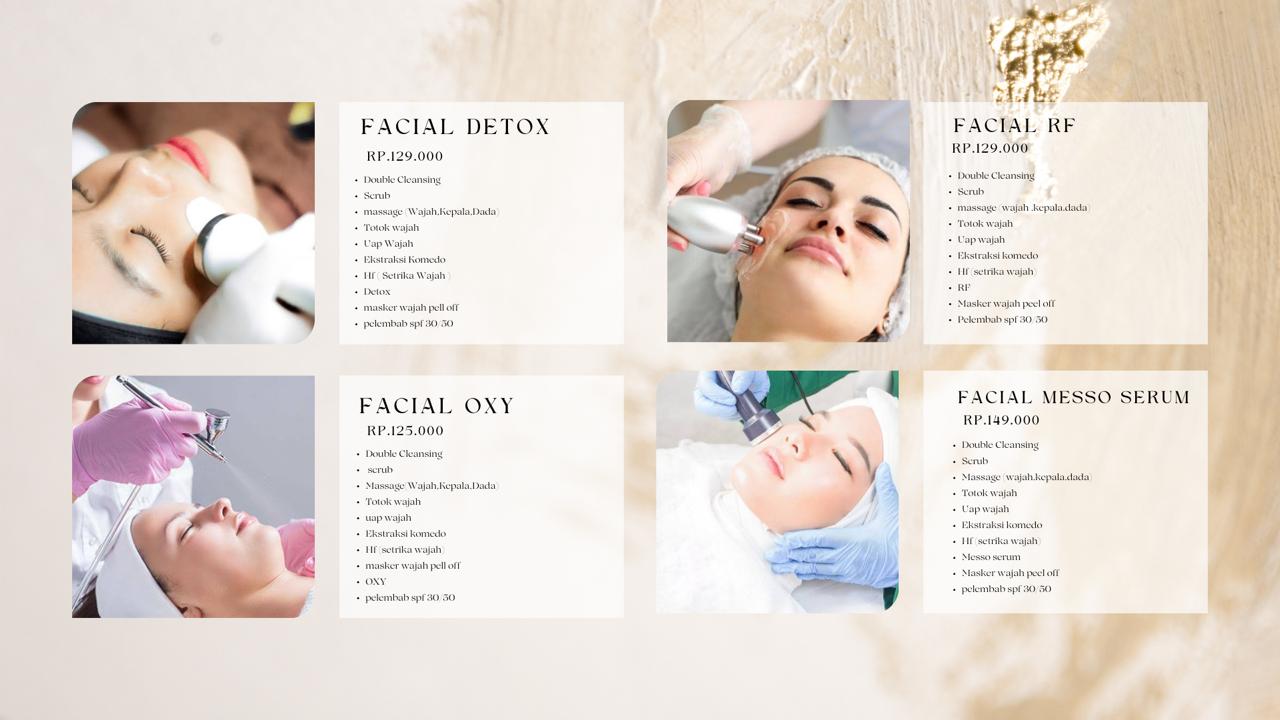 FACIAL DETOX
RP.129.000
• Double Cleansing
• Scrub
• massage (Wajah,Kepala,Dada)
• Totok wajah
• Uap Wajah
• Ekstraksi Komedo
• Hf ( Setrika Wajah )
• Detox
• masker wajah pell off
• pelembab spf 30/50
FACIAL RF
RP.129.000
• Double Cleansing
• Scrub
• massage (wajah ,kepala,dada)
• Totok wajah
• Uap wajah
• Ekstraksi komedo
• Hf (setrika wajah)
• RF
• Masker wajah peel off
• Pelembab spf 30/50
FACIAL OXY
RP.125.000
• Double Cleansing
• scrub
• Massage(Wajah,Kepala,Dada)
• Totok wajah
• uap wajah
• Ekstraksi komedo
• Hf (setrika wajah)
• masker wajah pell off
• OXY
• pelembab spf 30/50
FACIAL MESSO SERUM
RP.149.000
• Double Cleansing
• Scrub
• Massage (wajah,kepala,dada)
• Totok wajah
• Uap wajah
• Ekstraksi komedo
• Hf (setrika wajah)
• Messo serum
• Masker wajah peel off
• pelembab spf 30/50